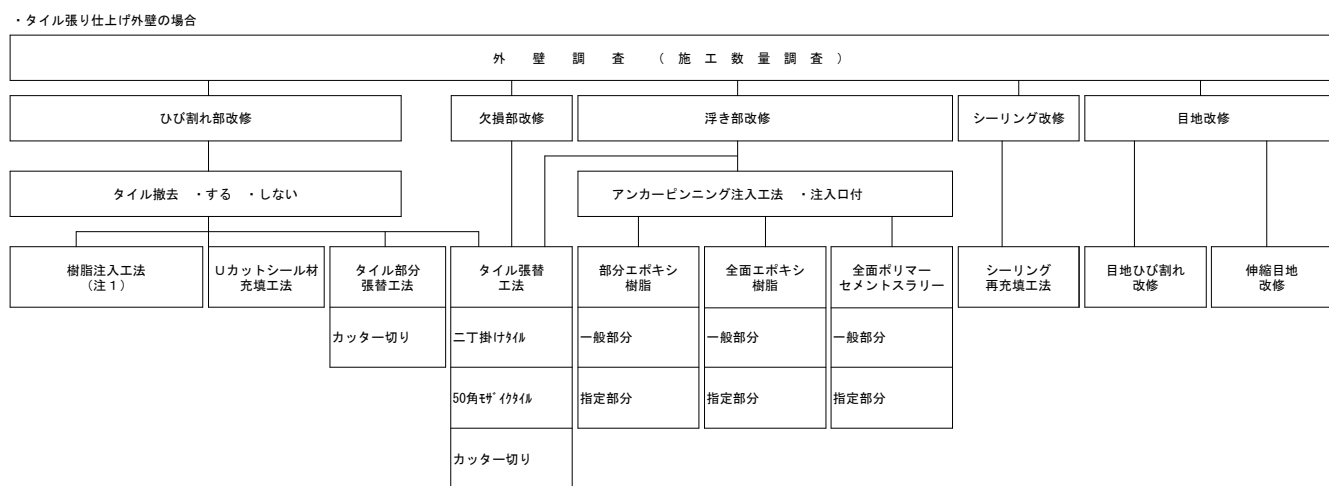 ・タイル張り仕上げ外壁の場合
外 壁 調 査 ( 施 工 数 量 調 査 )
ひび割れ部改修
欠損部改修
浮き部改修
シーリング改修
目地改修
タイル撤去 ・する ・しない
アンカーピンニング注入工法 ・注入口付
樹脂注入工法
(注1)
Uカットシール材
充填工法
タイル部分
張替工法
タイル張替
工法
部分エポキシ
樹脂
全面エポキシ
樹脂
全面ポリマー
セメントスラリー
シーリング
再充填工法
目地ひび割れ
改修
伸縮目地
改修
カッター切り
二丁掛けﾀｲﾙ
一般部分
一般部分
一般部分
50角ﾓｻﾞｲｸﾀｲﾙ
指定部分
指定部分
指定部分
カッター切り